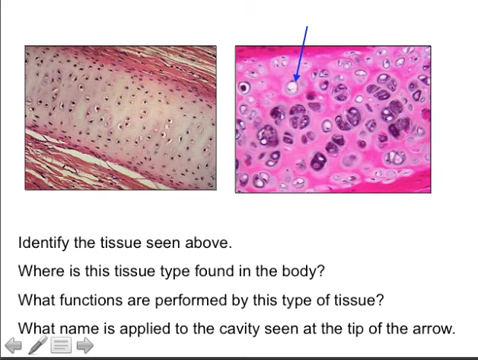 Identify the tissue seen above.
Where is this tissue type found in the body?
What functions are performed by this type of tissue?
What name is applied to the cavity seen at the tip of the arrow.